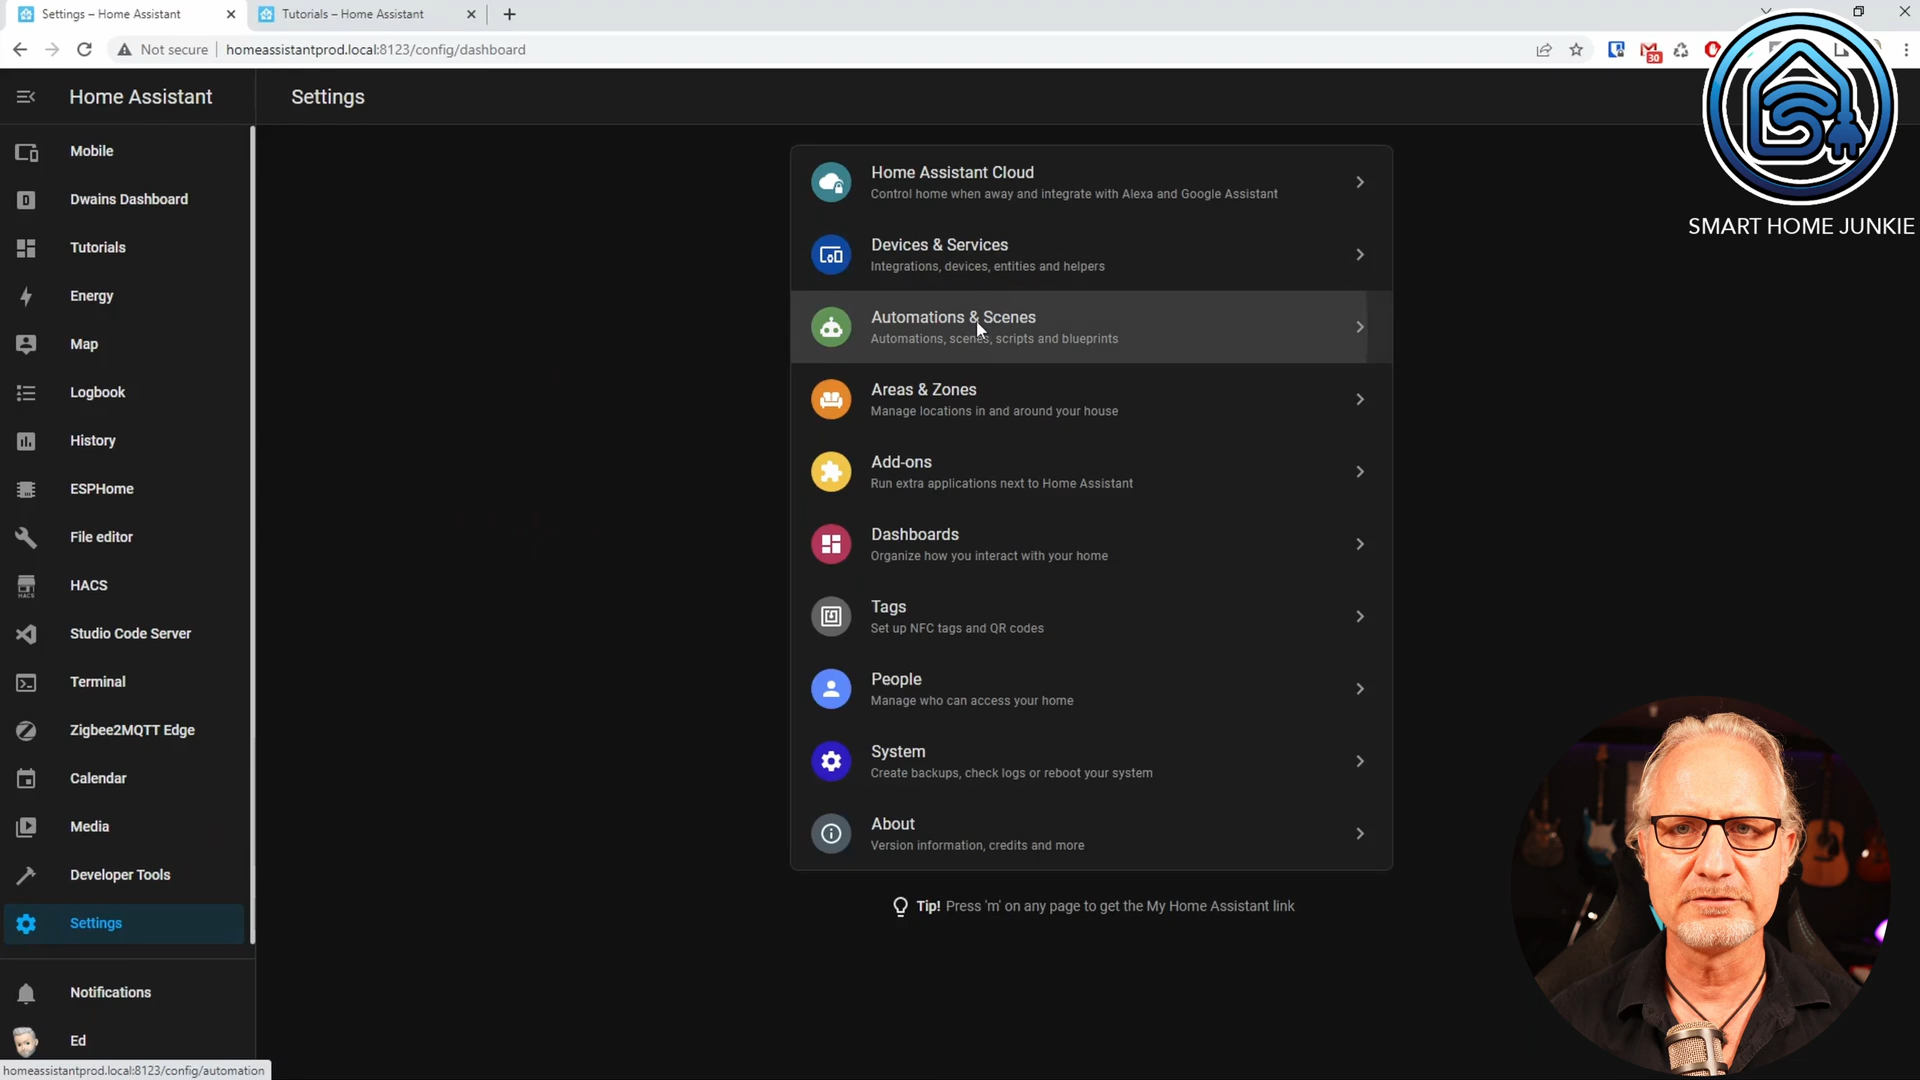 Settings – Home Assistant
Tutorials – Home Assistant
Not secure
homeassistantprod.local:8123/config/dashboard
30
Home Assistant
Settings
Mobile
Dwains Dashboard
Tutorials
Energy
Map
Logbook
History
ESPHome
File editor
HACS
HACS
Studio Code Server
Terminal
Zigbee2MQTT Edge
Calendar
Media
Developer Tools
Settings
Notifications
Ed
homeassistantprod.local:8123/config/automation
Home Assistant Cloud
Control home when away and integrate with Alexa and Google Assistant
Devices & Services
Integrations, devices, entities and helpers
Automations & Scenes
Automations, scenes, scripts and blueprints
Areas & Zones
Manage locations in and around your house
Add-ons
Run extra applications next to Home Assistant
Dashboards
Organize how you interact with your home
Tags
Set up NFC tags and QR codes
People
Manage who can access your home
System
Create backups, check logs or reboot your system
About
Version information, credits and more
Tip! Press 'm' on any page to get the My Home Assistant link
SMART HOME JUNKIE